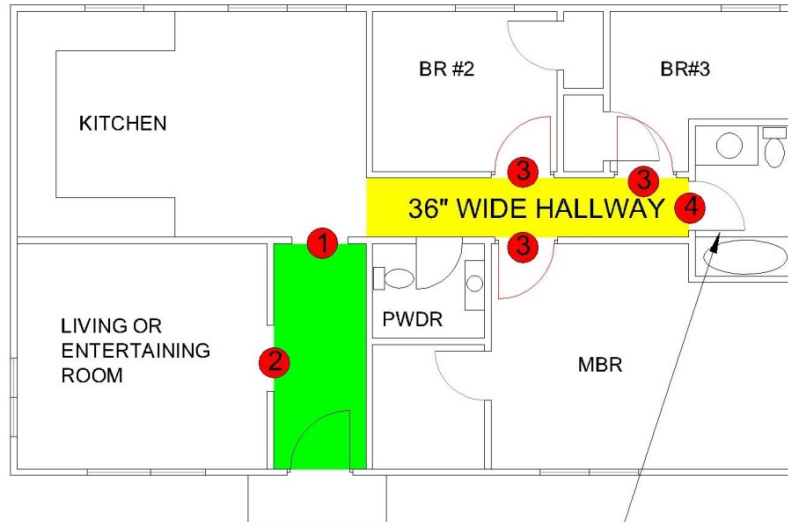 BR #2
BR#3
KITCHEN
3
3
36" WIDE HALLWAY
4
1
3
LIVING OR
ENTERTAINING
ROOM
2
PWDR
MBR